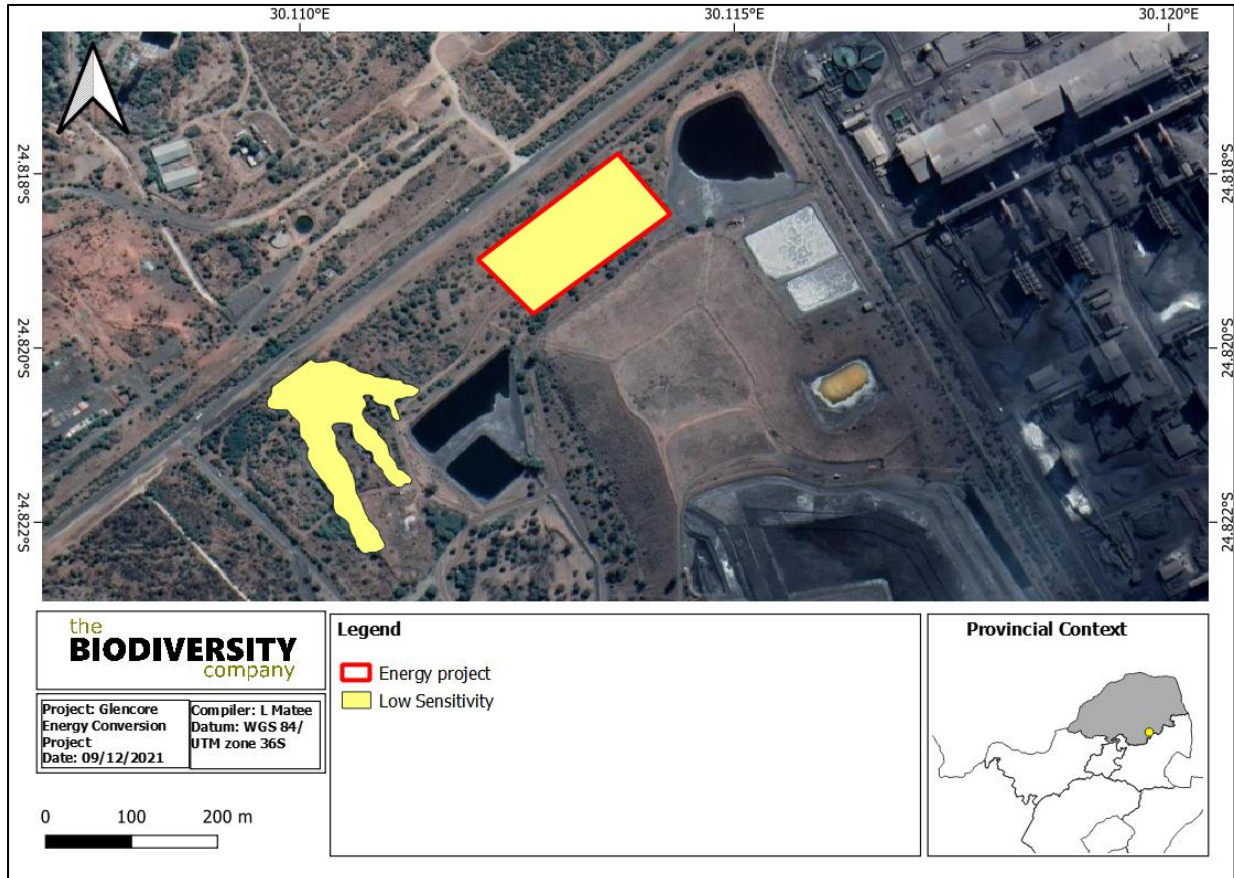 30.110°E
30.115°E
30.120°E
24.818°S
24.818°S
24.820°S
24.820°S
24.822°S
24.822°S
the
BIODIVERSITY
company
Project: Glencore
Energy Conversion
Project
Date: 09/12/2021
Compiler: L Matee
Datum: WGS 84/
UTM zone 36S
0 100 200 m
Legend
Energy project
Low Sensitivity
Provincial Context